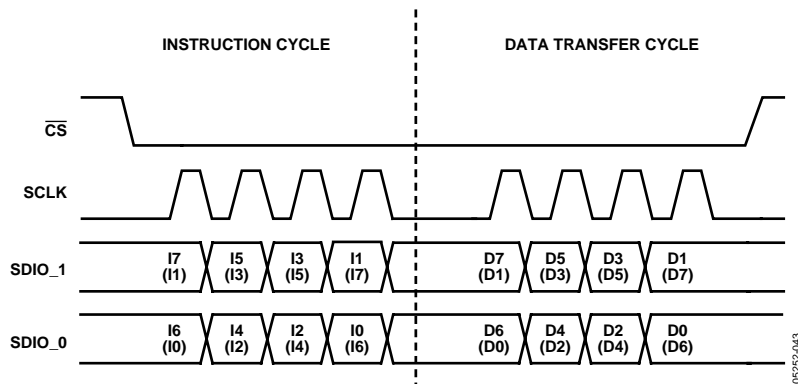 INSTRUCTION CYCLE DATA TRANSFER CYCLE
CS
SCLK
SDIO_1 I7 I5 I3 I1 D7 D5 D3 D1
(I1) (I3) (I5) (I7) (D1) (D3) (D5) (D7)
SDIO_0 I6 I4 I2 I0 D6 D4 D2 D0
(I0) (I2) (I4) (I6) (D0) (D2) (D4) (D6)
05252-043